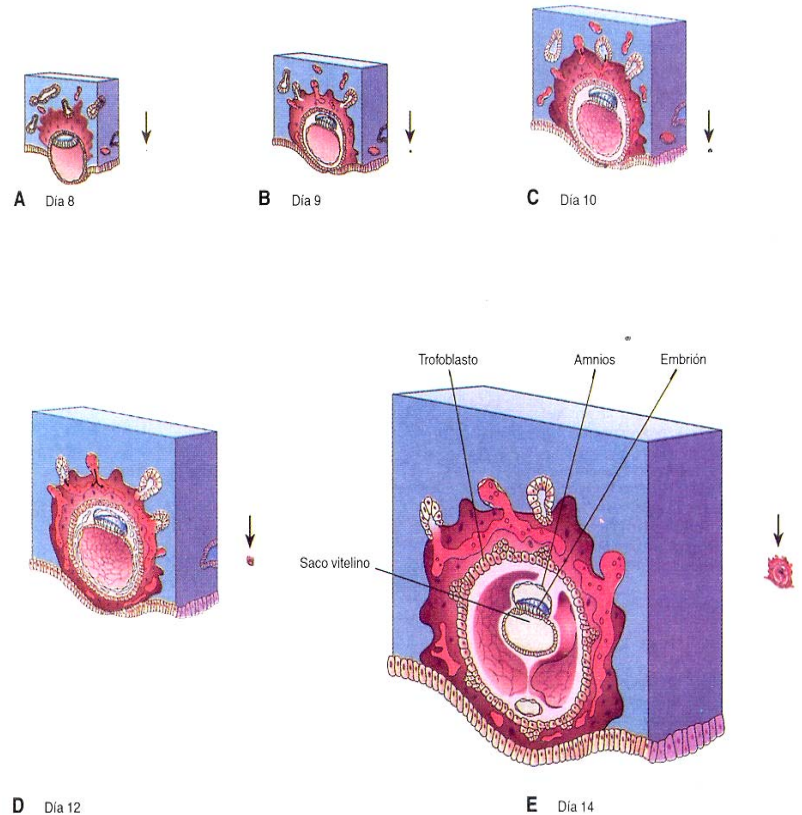 A Día 8
B Día 9
C Día 10
Trofoblasto
Amnios
Embrión
Saco vitelino
D Día 12
E Día 14